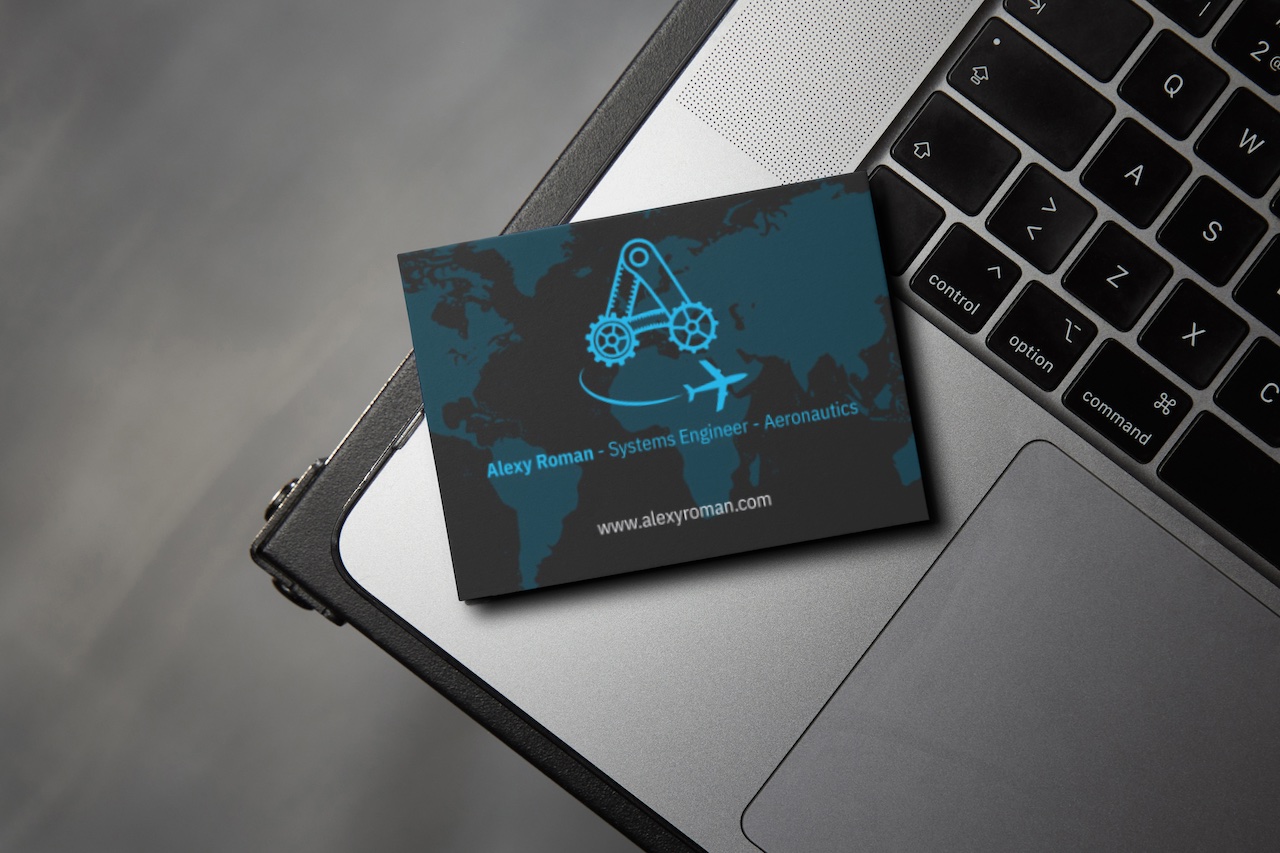 Alexy Roman - Systems Engineer - Aeronautics
www.alexyroman.com
2 @
Q
W
A
S
>
<
Z
X
C
control
option
command